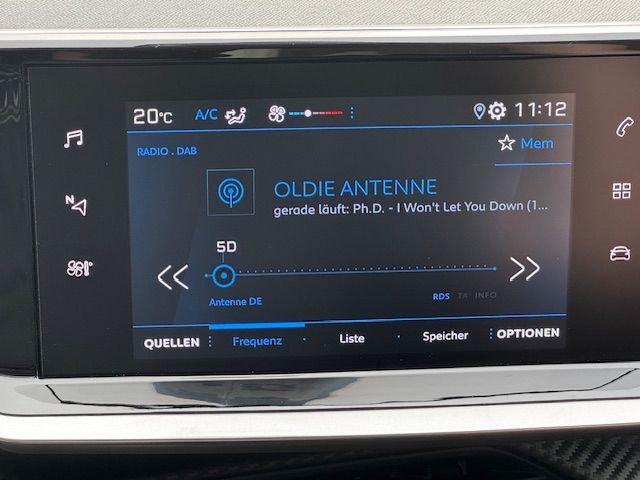 20°C A/C 11:12
RADIO . DAB
Mem
OLDIE ANTENNE
gerade läuft: Ph.D. - I Won't Let You Down (1...
N
5D
Antenne DE
RDS TA INFO
QUELLEN Frequenz Liste Speicher OPTIONEN